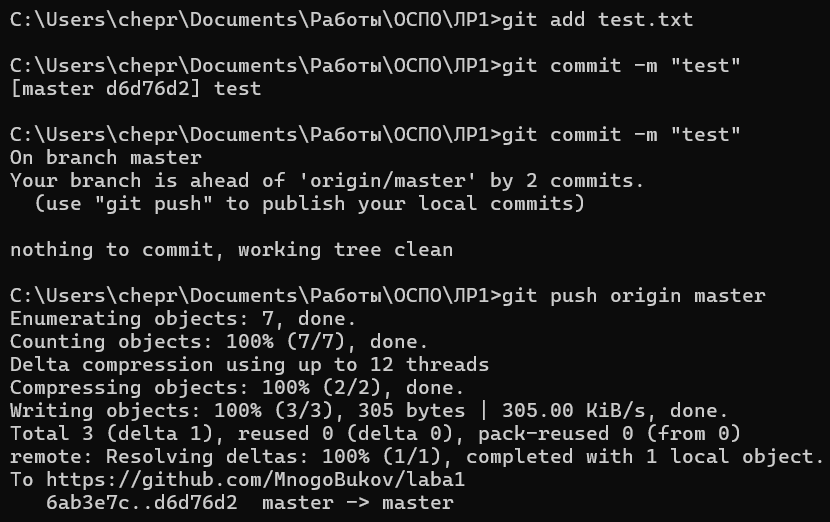 C:\Users\chepr\Documents\Работы\ОСПО\ЛР1>git add test.txt
C:\Users\chepr\Documents\Работы\ОСПО\ЛР1>git commit -m "test"
[master d6d76d2] test
C:\Users\chepr\Documents\Работы\ОСПО\ЛР1>git commit -m "test"
On branch master
Your branch is ahead of 'origin/master' by 2 commits.
  (use "git push" to publish your local commits)
nothing to commit, working tree clean
C:\Users\chepr\Documents\Работы\ОСПО\ЛР1>git push origin master
Enumerating objects: 7, done.
Counting objects: 100% (7/7), done.
Delta compression using up to 12 threads
Compressing objects: 100% (2/2), done.
Writing objects: 100% (3/3), 305 bytes | 305.00 KiB/s, done.
Total 3 (delta 1), reused 0 (delta 0), pack-reused 0 (from 0)
remote: Resolving deltas: 100% (1/1), completed with 1 local object.
To https://github.com/MnogoBukov/laba1
   6ab3e7c..d6d76d2  master -> master